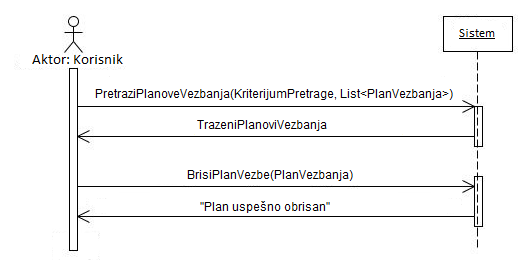 Sistem
Aktor: Korisnik
PretraziPlanoveVezbanja(KriterijumPretrage, List<PlanVezbanja>)
TrazeniPlanoviVezbanja
BrisiPlanVezbe(PlanVezbanja)
"Plan uspešno obrisan"